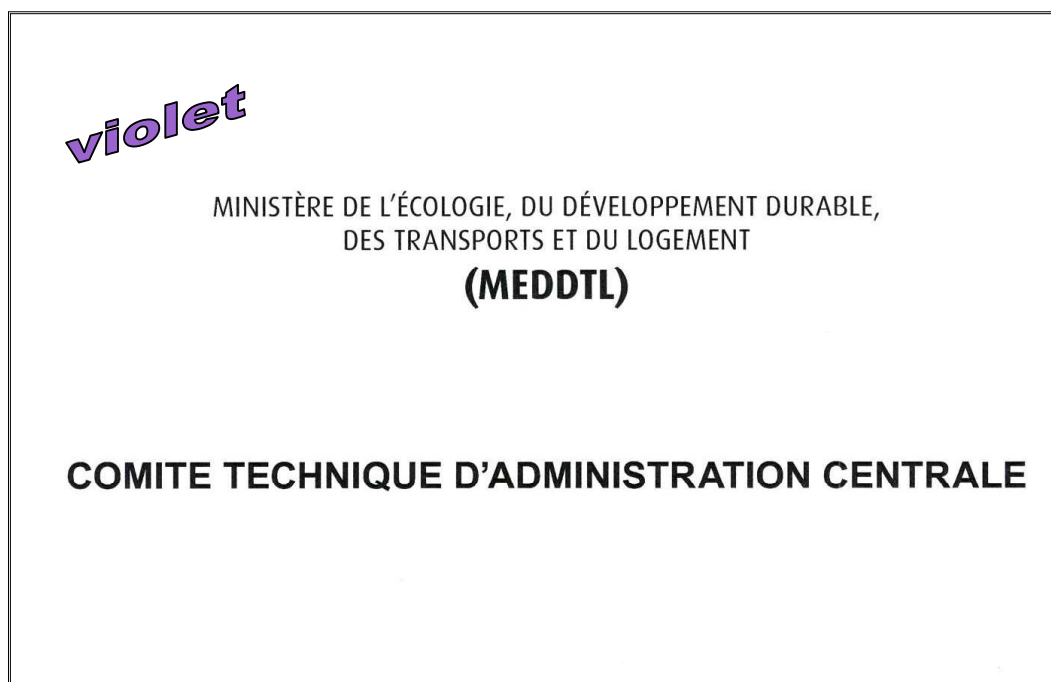 violet
MINISTÈRE DE L'ÉCOLOGIE, DU DÉVELOPPEMENT DURABLE,
DES TRANSPORTS ET DU LOGEMENT
(MEDDTL)
COMITE TECHNIQUE D'ADMINISTRATION CENTRALE